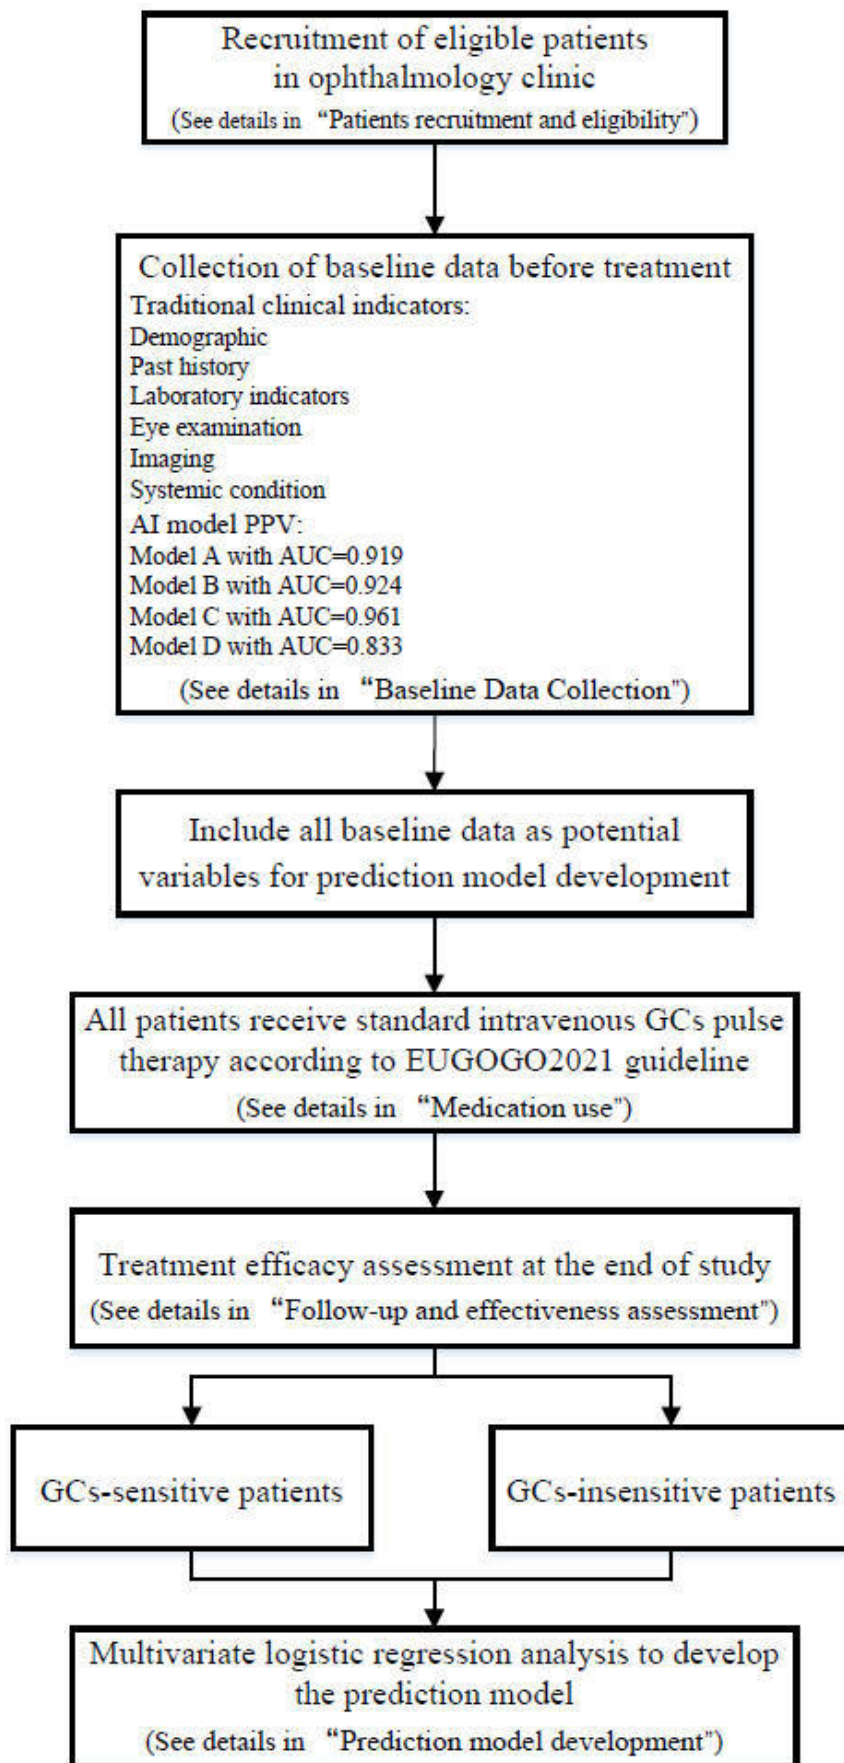 Recruitment of eligible patients
in ophthalmology clinic
(See details in “Patients recruitment and eligibility”)
Collection of baseline data before treatment
Traditional clinical indicators:
Demographic
Past history
Laboratory indicators
Eye examination
Imaging
Systemic condition
AI model PPV:
Model A with AUC=0.919
Model B with AUC=0.924
Model C with AUC=0.961
Model D with AUC=0.833
(See details in “Baseline Data Collection”)
Include all baseline data as potential
variables for prediction model development
All patients receive standard intravenous GCs pulse
therapy according to EUGOGO2021 guideline
(See details in “Medication use”)
Treatment efficacy assessment at the end of study
(See details in “Follow-up and effectiveness assessment”)
GCs-sensitive patients
GCs-insensitive patients
Multivariate logistic regression analysis to develop
the prediction model
(See details in “Prediction model development”)